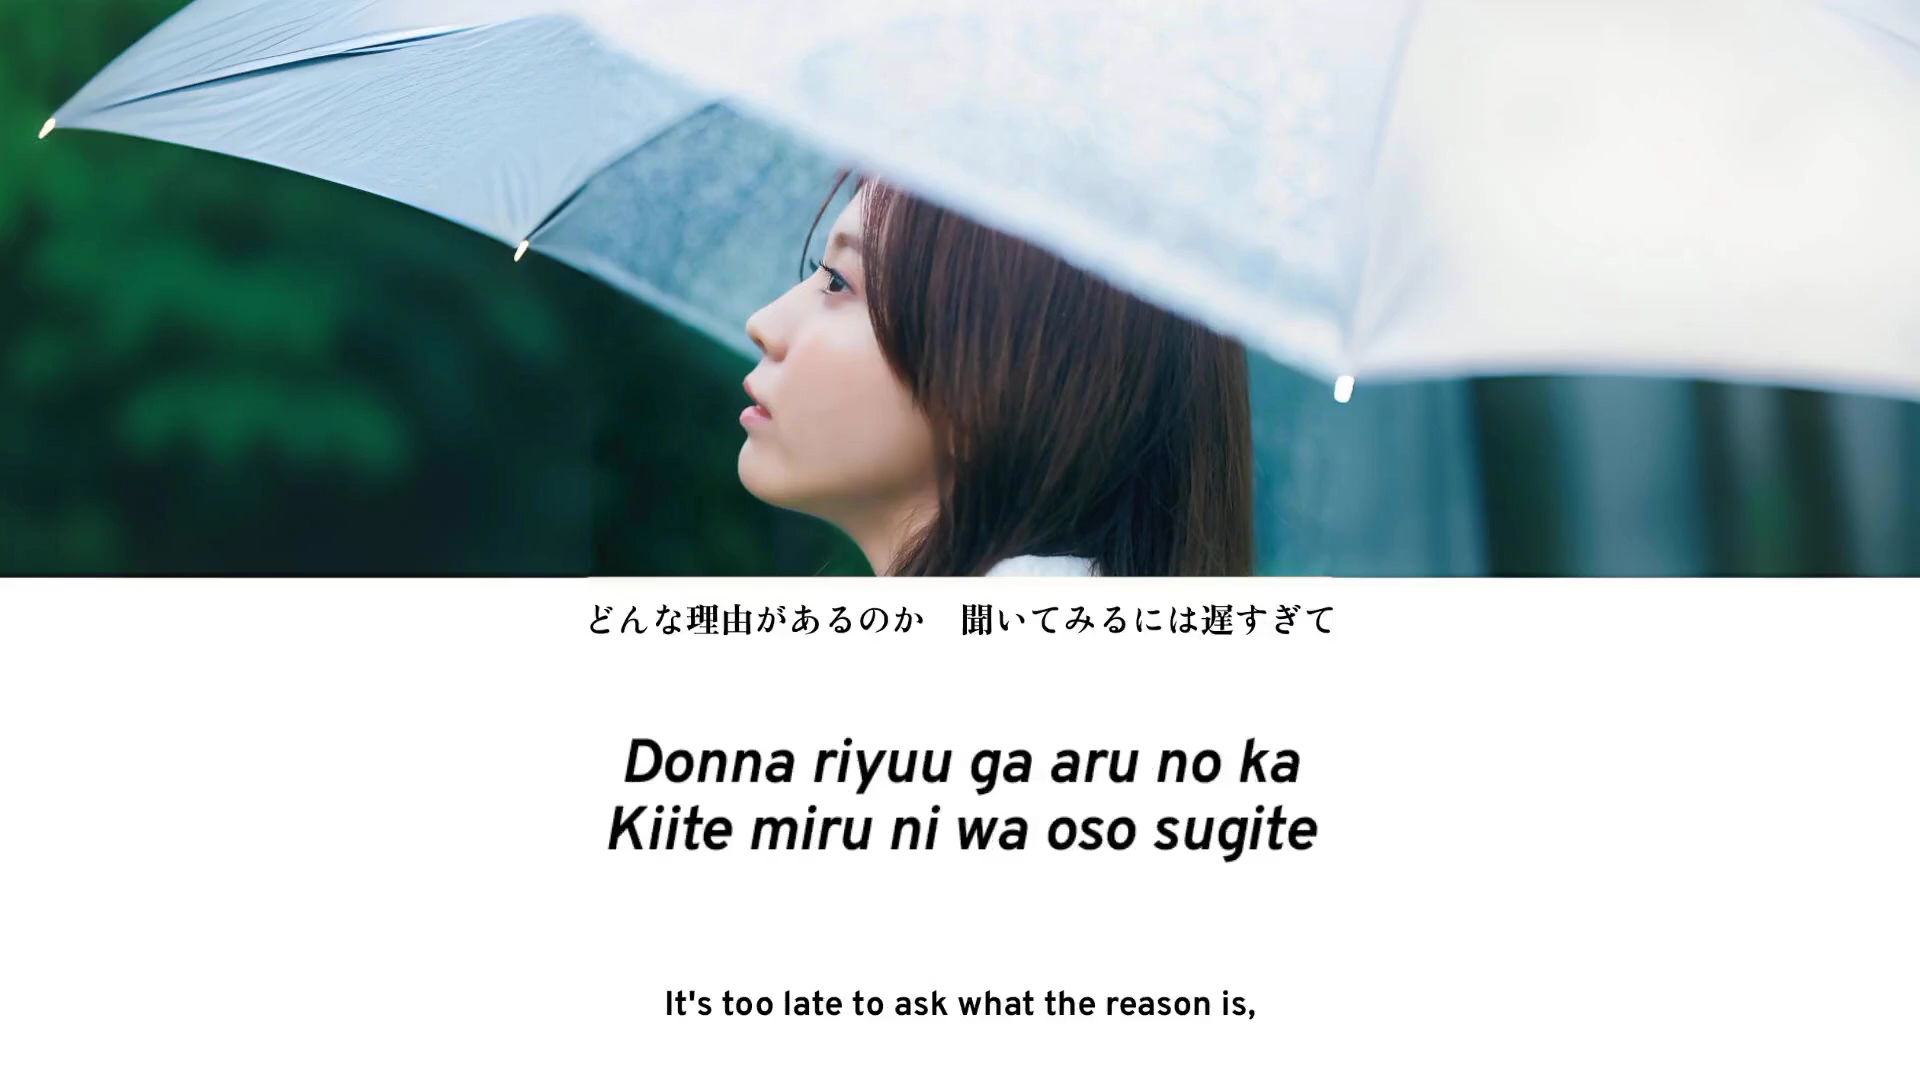 どんな理由があるのか　聞いてみるには遅すぎて
Donna riyuu ga aru no ka
Kiite miru ni wa oso sugite
It's too late to ask what the reason is,